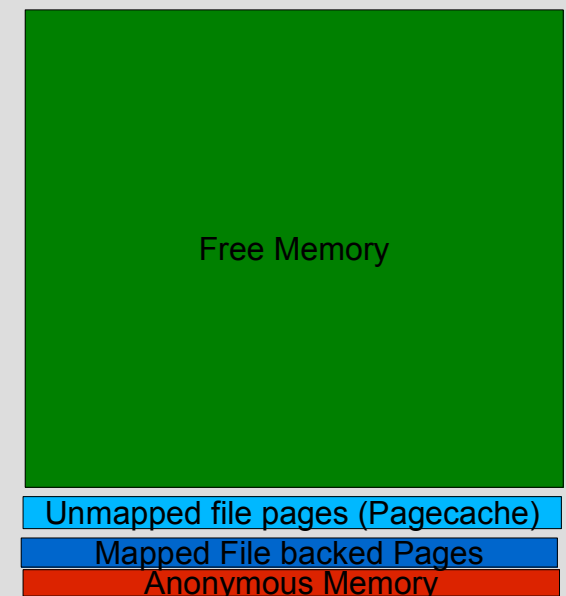 Free Memory
Unmapped file pages (Pagecache)
Mapped File backed Pages
Anonymous Memory